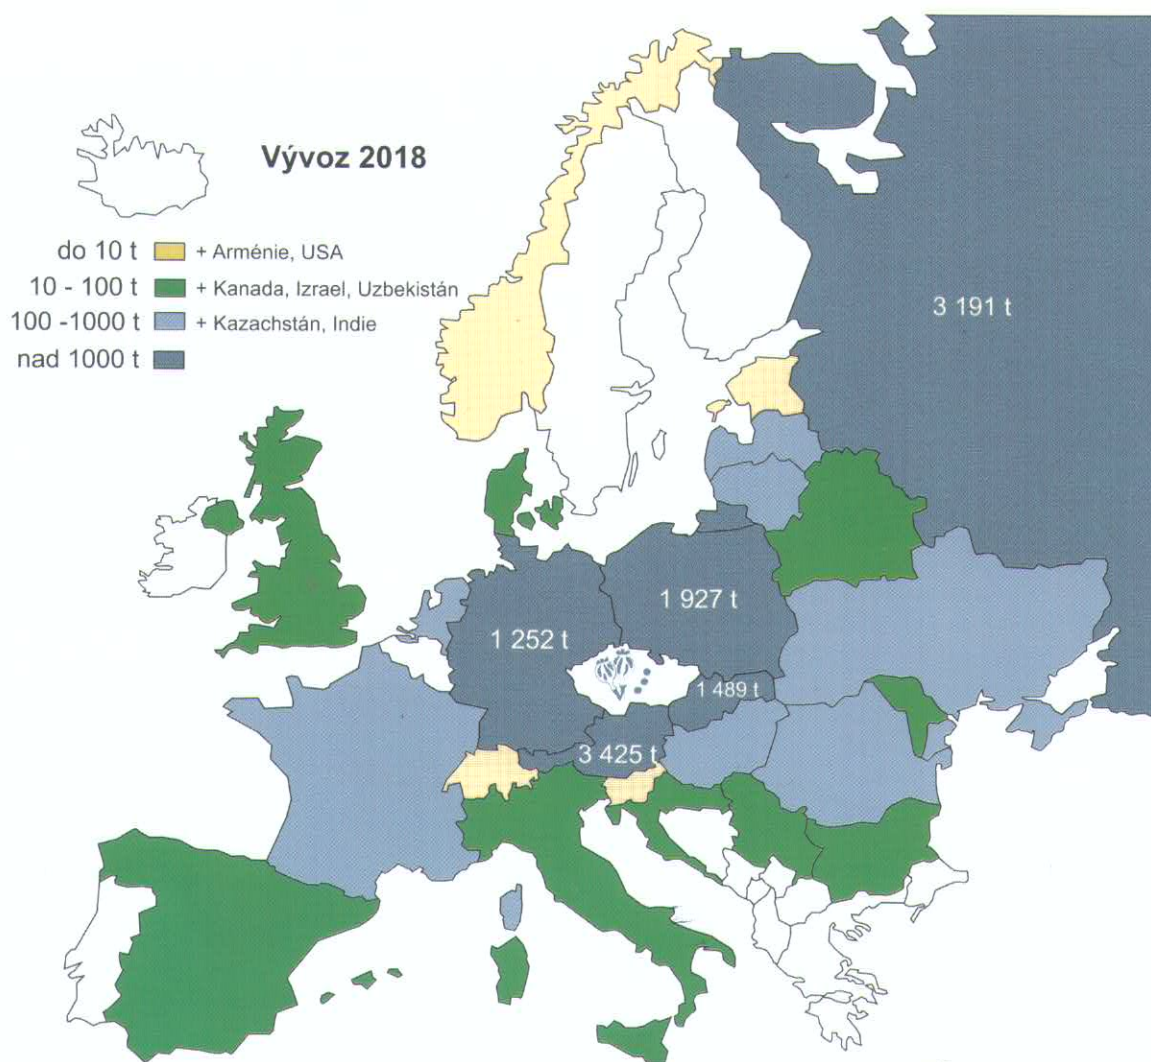 Vývoz 2018
do 10 t + Arménie, USA
10 - 100 t + Kanada, Izrael, Uzbekistán
100 -1000 t + Kazachstán, Indie
nad 1000 t
3 191 t
1 927 t
1 252 t
1 489 t
3 425 t